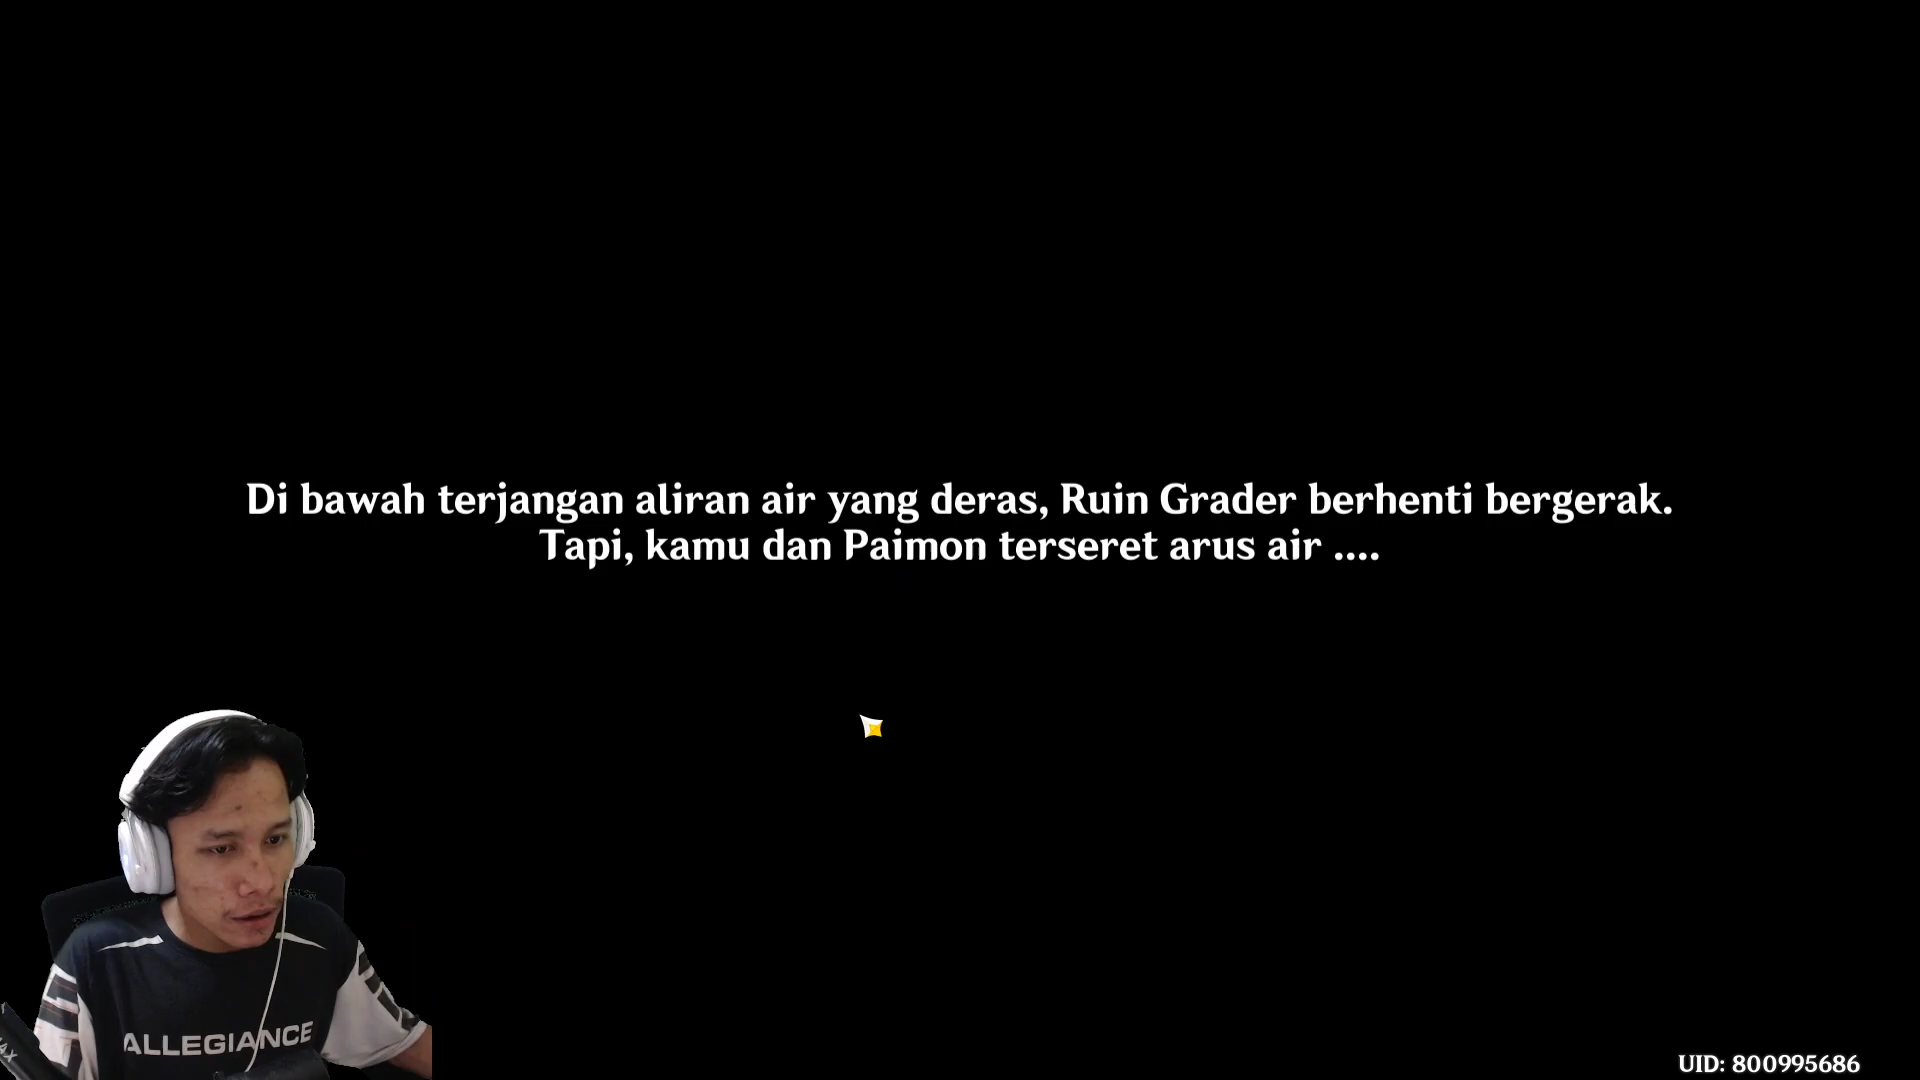 Di bawah terjangan aliran air yang deras, Ruin Grader berhenti bergerak.
Tapi, kamu dan Paimon terseret arus air ....
ALLEGIANCE
UID: 800995686